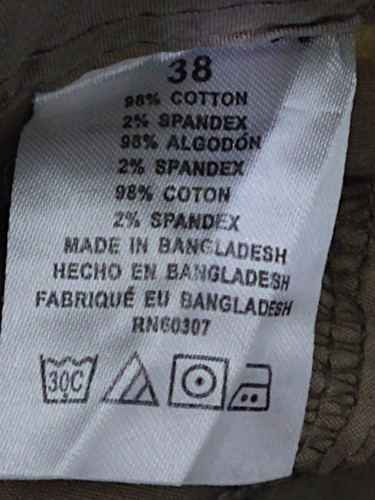 38
98% COTTON
2% SPANDEX
98% ALGODÓN
2% SPANDEX
98% COTON
2% SPANDEX
MADE IN BANGLADESH
HECHO EN BANGLADESH
FABRIQUÉ EU BANGLADESH
RN60307
30C